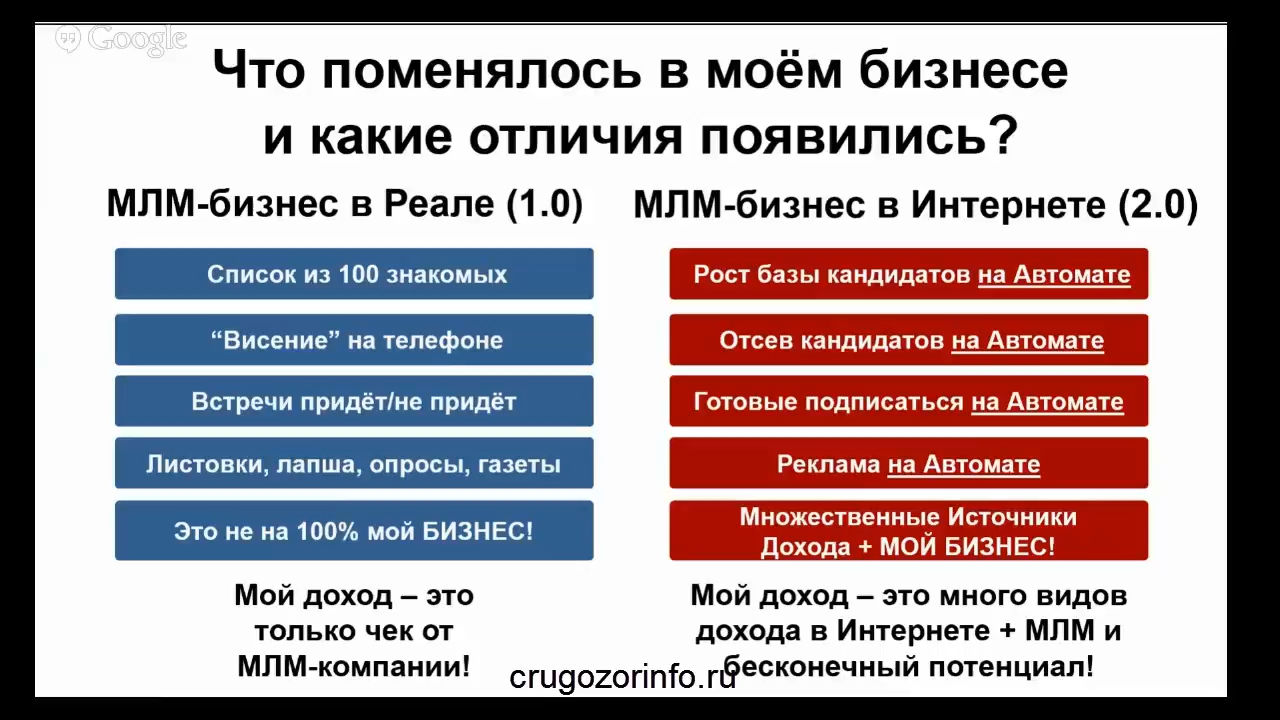 Google
Что поменялось в моём бизнесе
и какие отличия появились?
МЛМ-бизнес в Реале (1.0)
Список из 100 знакомых
“Висение” на телефоне
Встречи придёт/не придёт
Листовки, лапша, опросы, газеты
Это не на 100% мой БИЗНЕС!
Мой доход – это
только чек от
МЛМ-компании!
МЛМ-бизнес в Интернете (2.0)
Рост базы кандидатов на Автомате
Отсев кандидатов на Автомате
Готовые подписаться на Автомате
Реклама на Автомате
Множественные Источники
Дохода + МОЙ БИЗНЕС!
Мой доход – это много видов
дохода в Интернете + МЛМ и
бесконечный потенциал!
crugozorinfo.ru